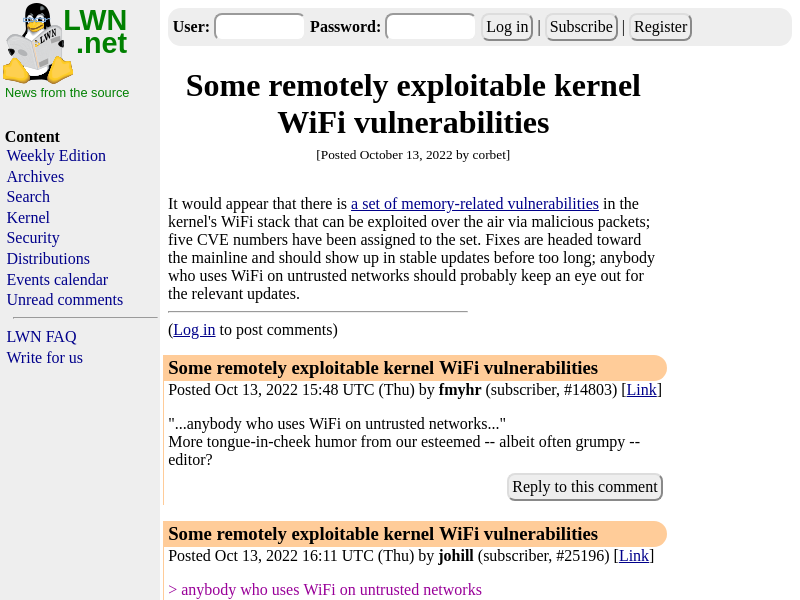 LWN
.net
News from the source
Content
Weekly Edition
Archives
Search
Kernel
Security
Distributions
Events calendar
Unread comments
LWN FAQ
Write for us
User: Password: Log in | Subscribe | Register
Some remotely exploitable kernel
WiFi vulnerabilities
[Posted October 13, 2022 by corbet]
It would appear that there is a set of memory-related vulnerabilities in the
kernel's WiFi stack that can be exploited over the air via malicious packets;
five CVE numbers have been assigned to the set. Fixes are headed toward
the mainline and should show up in stable updates before too long; anybody
who uses WiFi on untrusted networks should probably keep an eye out for
the relevant updates.
(Log in to post comments)
Some remotely exploitable kernel WiFi vulnerabilities
Posted Oct 13, 2022 15:48 UTC (Thu) by fmyhr (subscriber, #14803) [Link]
"...anybody who uses WiFi on untrusted networks..."
More tongue-in-cheek humor from our esteemed -- albeit often grumpy --
editor?
Reply to this comment
Some remotely exploitable kernel WiFi vulnerabilities
Posted Oct 13, 2022 16:11 UTC (Thu) by johill (subscriber, #25196) [Link]
> anybody who uses WiFi on untrusted networks